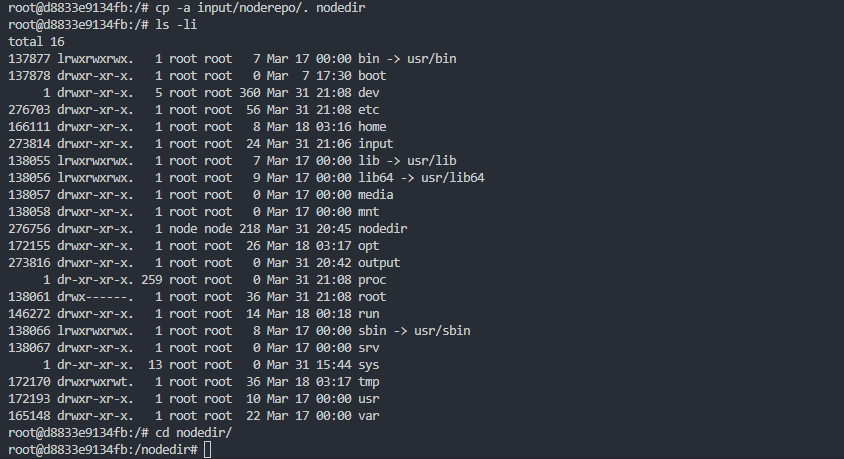 root@d8833e9134fb:/# cp -a input/noderepo/. nodedir
root@d8833e9134fb:/# ls -li
total 16
137877 lrwxrwxrwx.   1 root root   7 Mar 17 00:00 bin -> usr/bin
137878 drwxr-xr-x.   1 root root   0 Mar  7 17:30 boot
     1 drwxr-xr-x.   5 root root 360 Mar 31 21:08 dev
276703 drwxr-xr-x.   1 root root  56 Mar 31 21:08 etc
166111 drwxr-xr-x.   1 root root   8 Mar 18 03:16 home
273814 drwxr-xr-x.   1 root root  24 Mar 31 21:06 input
138055 lrwxrwxrwx.   1 root root   7 Mar 17 00:00 lib -> usr/lib
138056 lrwxrwxrwx.   1 root root   9 Mar 17 00:00 lib64 -> usr/lib64
138057 drwxr-xr-x.   1 root root   0 Mar 17 00:00 media
138058 drwxr-xr-x.   1 root root   0 Mar 17 00:00 mnt
276756 drwxr-xr-x.   1 node node 218 Mar 31 20:45 nodedir
172155 drwxr-xr-x.   1 root root  26 Mar 18 03:17 opt
273816 drwxr-xr-x.   1 root root   0 Mar 31 20:42 output
     1 dr-xr-xr-x. 259 root root   0 Mar 31 21:08 proc
138061 drwx------.   1 root root  36 Mar 31 21:08 root
146272 drwxr-xr-x.   1 root root  14 Mar 18 00:18 run
138066 lrwxrwxrwx.   1 root root   8 Mar 17 00:00 sbin -> usr/sbin
138067 drwxr-xr-x.   1 root root   0 Mar 17 00:00 srv
     1 dr-xr-xr-x.  13 root root   0 Mar 31 15:44 sys
172170 drwxrwxrwt.   1 root root  36 Mar 18 03:17 tmp
172193 drwxr-xr-x.   1 root root  10 Mar 17 00:00 usr
165148 drwxr-xr-x.   1 root root  22 Mar 17 00:00 var
root@d8833e9134fb:/# cd nodedir/
root@d8833e9134fb:/nodedir#